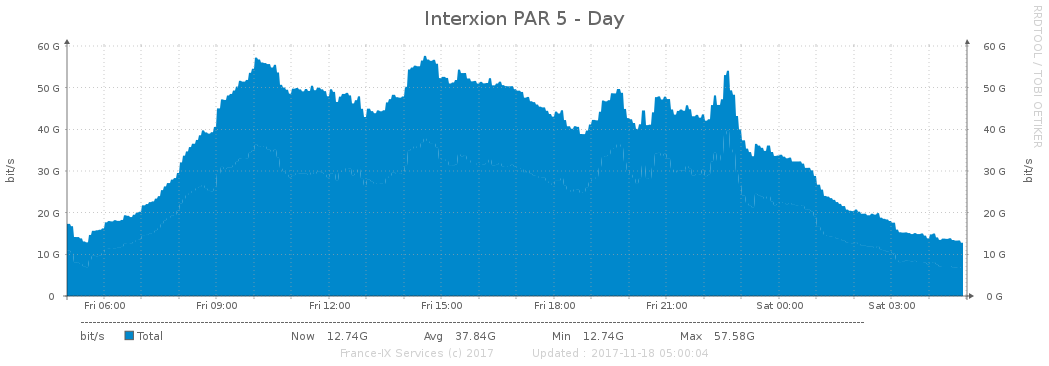 Interxion PAR 5 - Day
RRDTOOL / TOBI OETIKER
60 G 60 G
50 G 50 G
40 G 40 G
30 G 30 G
20 G 20 G
10 G 10 G
0 0 G
bit/s
bit/s
Fri 06:00 Fri 09:00 Fri 12:00 Fri 15:00 Fri 18:00 Fri 21:00 Sat 00:00 Sat 03:00
bit/s Total Now 12.74G Avg 37.84G Min 12.74G Max 57.58G
France-IX Services (c) 2017 Updated : 2017-11-18 05:00:04